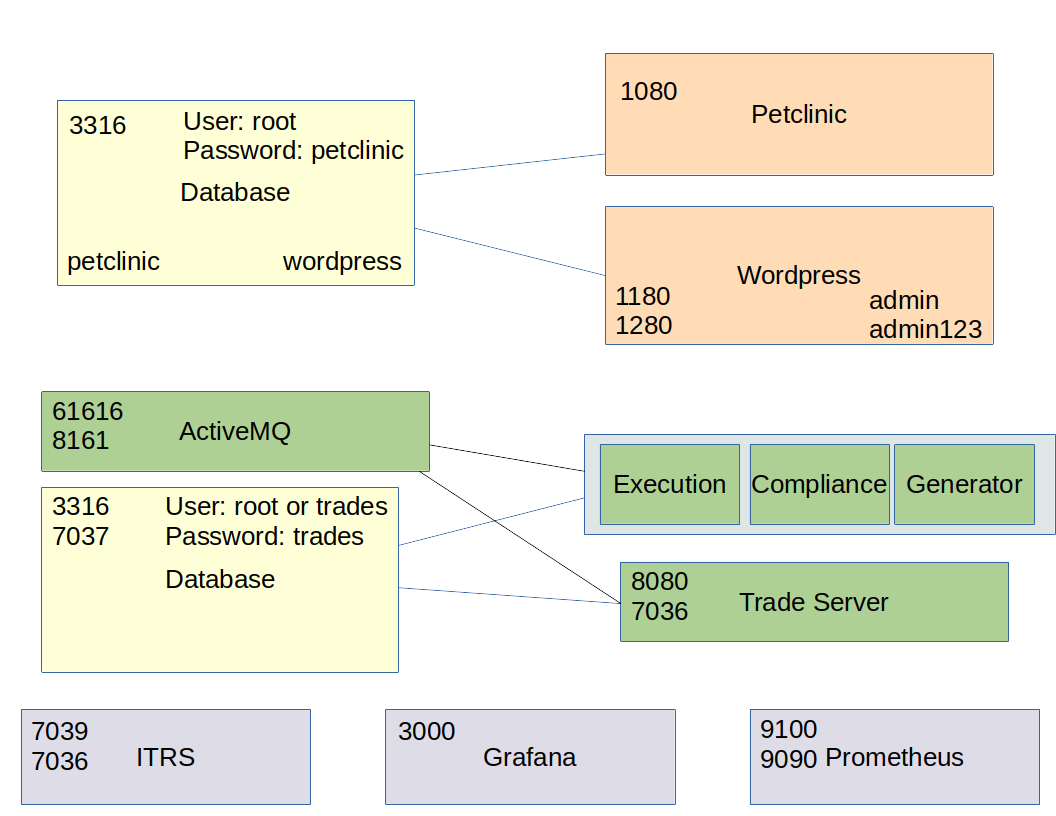 3316
User: root
Password: petclinic
Database
petclinic
wordpress
1080
Petclinic
Wordpress
1180
1280
admin
admin123
61616
8161
ActiveMQ
Execution
Compliance
Generator
3316
7037
User: root or trades
Password: trades
Database
8080
7036
Trade Server
7039
7036
ITRS
3000
Grafana
9100
9090
Prometheus